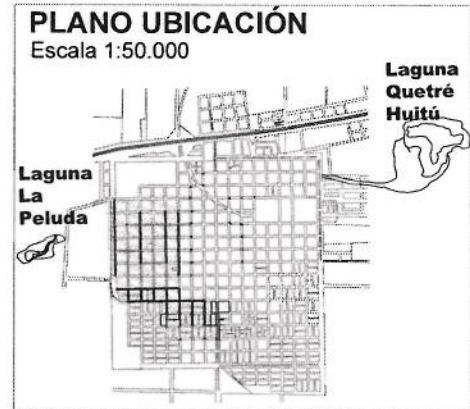 PLANO UBICACIÓN
Escala 1:50.000
Laguna
Quetré
Huitú
Laguna
La
Peluda